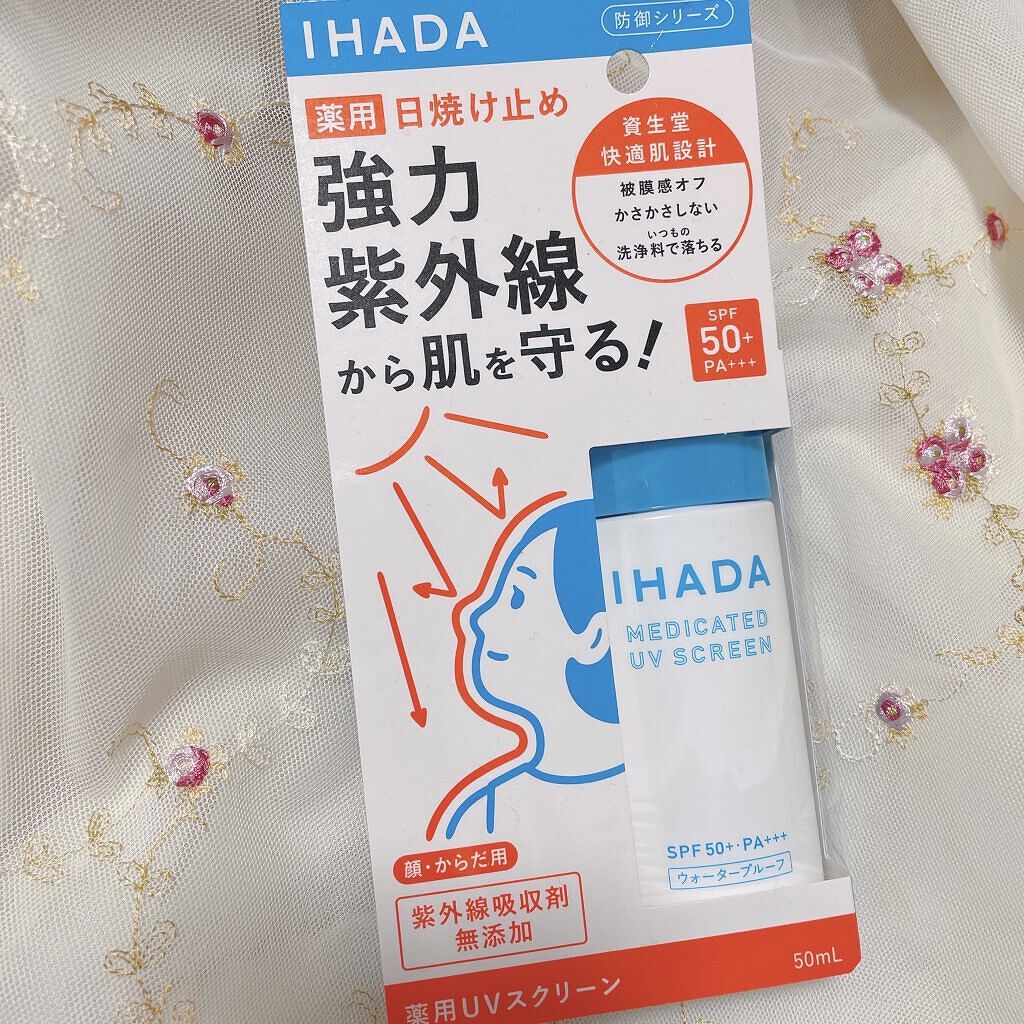 IHADA
防御シリーズ
薬用 日焼け止め
強力
紫外線
から肌を守る!
資生堂
快適肌設計
被膜感オフ
かさかさしない
いつもの
洗浄料で落ちる
SPF
50+
PA+++
IHADA
MEDICATED
UV SCREEN
SPF50+・PA+++
ウォータープルーフ
顔・からだ用
紫外線吸収剤
無添加
50mL
薬用UVスクリーン